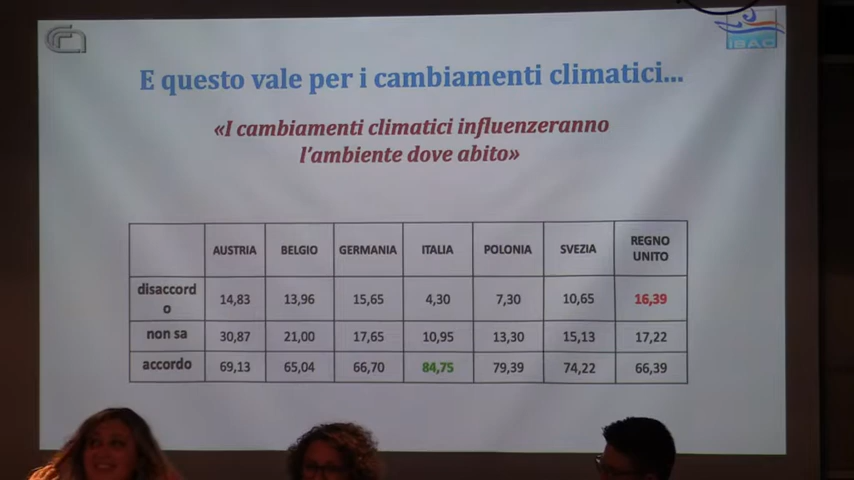 E questo vale per i cambiamenti climatici...
«I cambiamenti climatici influenzeranno
l'ambiente dove abito»
AUSTRIA BELGIO GERMANIA ITALIA POLONIA SVEZIA REGNO UNITO
disaccordo 14,83 13,96 15,65 4,30 7,30 10,65 16,39
non sa 30,87 21,00 17,65 10,95 13,30 15,13 17,22
accordo 69,13 65,04 66,70 84,75 79,39 74,22 66,39
ISAC